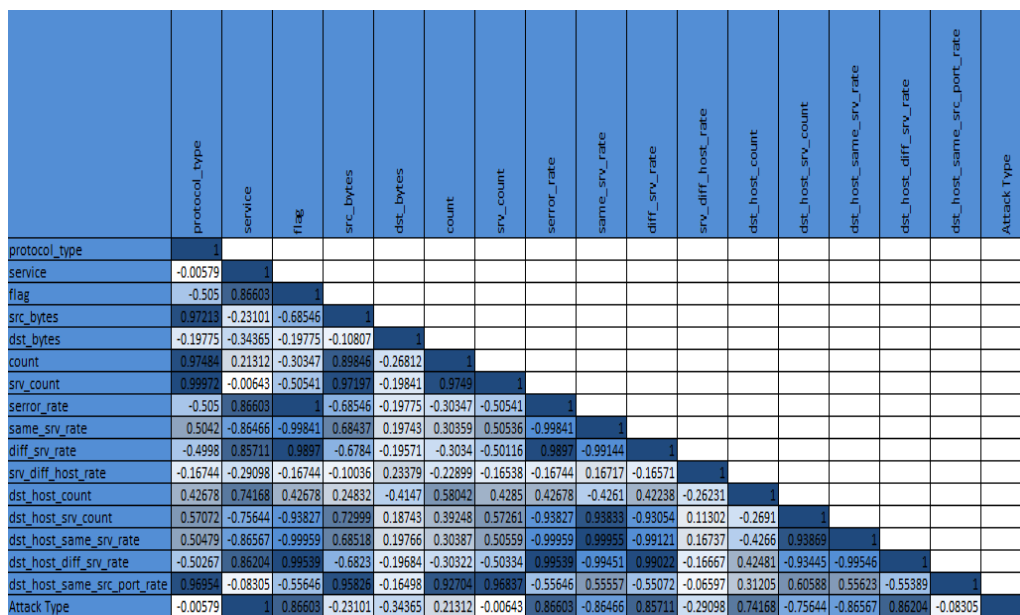 protocol_type service flag src_bytes dst_bytes count srv_count serror_rate same_srv_rate diff_srv_rate srv_diff_host_rate dst_host_count dst_host_srv_count dst_host_same_srv_rate dst_host_diff_srv_rate dst_host_same_src_port_rate Attack Type
protocol_type 1
service -0.00579 1
flag -0.505 0.86603 1
src_bytes 0.97213 -0.23101 -0.68546 1
dst_bytes -0.19775 -0.34365 -0.19775 -0.10807 1
count 0.97484 0.21312 -0.30347 0.89846 -0.26812 1
srv_count 0.99972 -0.00643 -0.50541 0.97197 -0.19841 0.9749 1
serror_rate -0.505 0.86603 1 -0.68546 -0.19775 -0.30347 -0.50541 1
same_srv_rate 0.5042 -0.86466 -0.99841 0.68437 0.19743 0.30359 0.50536 -0.99841 1
diff_srv_rate -0.4998 0.85711 0.9897 -0.6784 -0.19571 -0.3034 -0.50116 0.9897 -0.99144 1
srv_diff_host_rate -0.16744 -0.29098 -0.16744 -0.10036 0.23379 -0.22899 -0.16538 -0.16744 0.16717 -0.16571 1
dst_host_count 0.42678 0.74168 0.42678 0.24832 -0.4147 0.58042 0.4285 0.42678 -0.4261 0.42238 -0.26231 1
dst_host_srv_count 0.57072 -0.75644 -0.93827 0.72999 0.18743 0.39248 0.57261 -0.93827 0.93833 -0.93054 0.11302 -0.2691 1
dst_host_same_srv_rate 0.50479 -0.86567 -0.99959 0.68518 0.19766 0.30387 0.50559 -0.99959 0.99955 -0.99121 0.16737 -0.4266 0.93869 1
dst_host_diff_srv_rate -0.50267 0.86204 0.99539 -0.6823 -0.19684 -0.30322 -0.50334 0.99539 -0.99451 0.99022 -0.16667 0.42481 -0.93445 -0.99546 1
dst_host_same_src_port_rate 0.96954 -0.08305 -0.55646 0.95826 -0.16498 0.92704 0.96837 -0.55646 0.55557 -0.55072 -0.06597 0.31205 0.60588 0.55623 -0.55389 1
Attack Type -0.00579 1 0.86603 -0.23101 -0.34365 0.21312 -0.00643 0.86603 -0.86466 0.85711 -0.29098 0.74168 -0.75644 -0.86567 0.86204 -0.08305 1